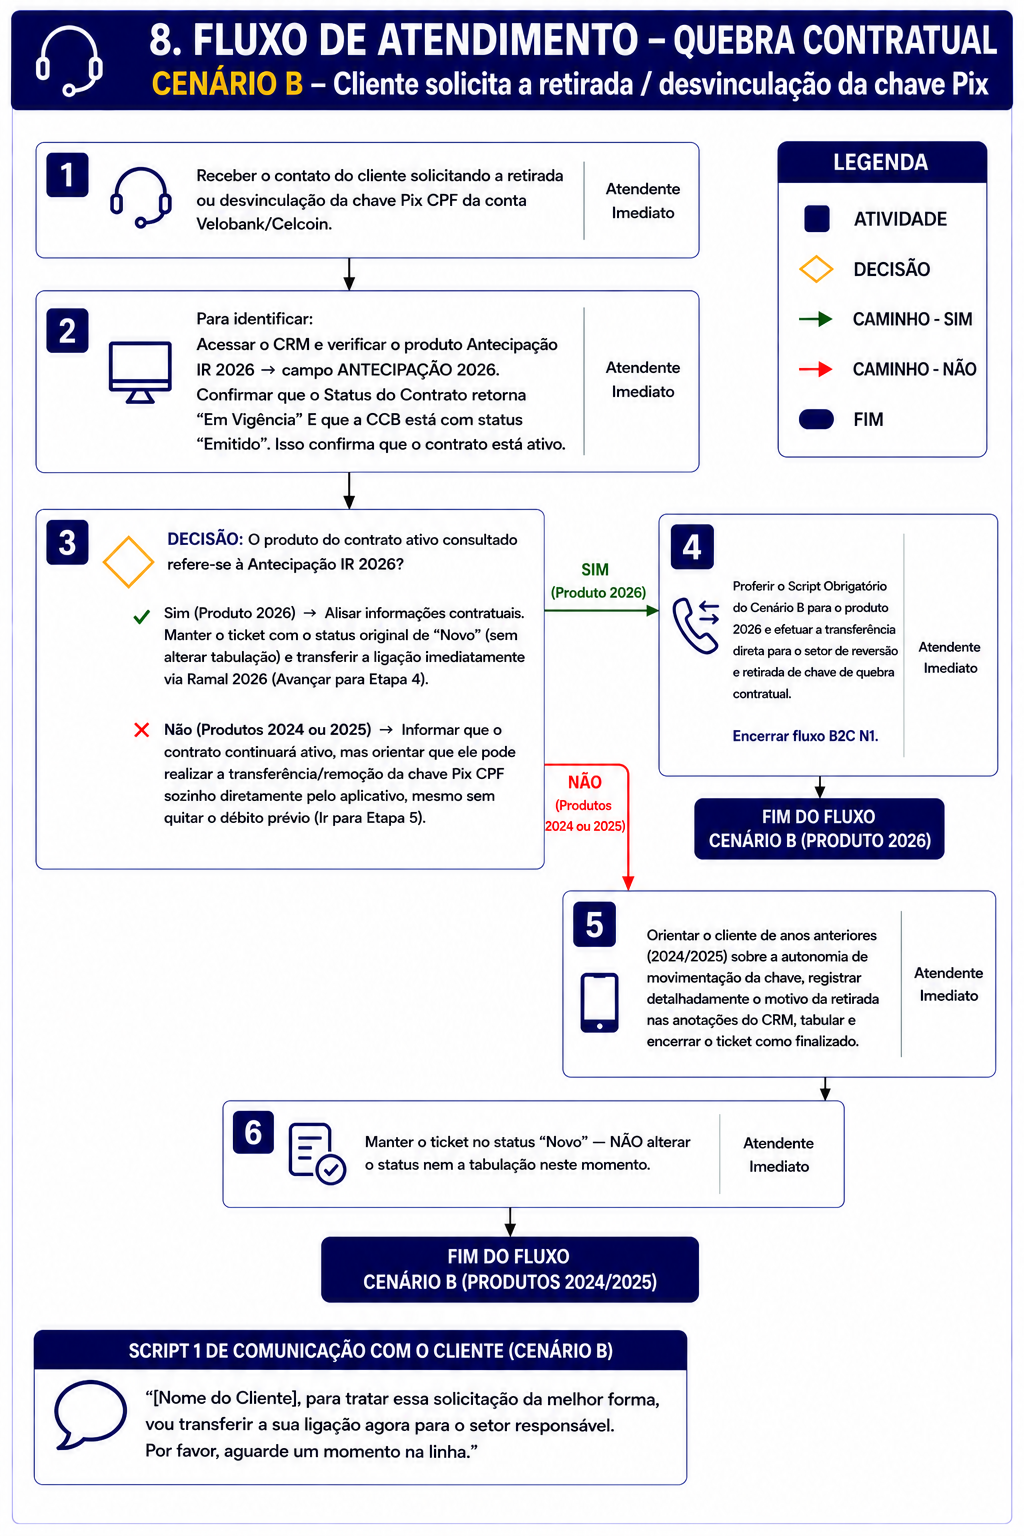 8. FLUXO DE ATENDIMENTO – QUEBRA CONTRATUAL
CENÁRIO B – Cliente solicita a retirada / desvinculação da chave Pix
1
Receber o contato do cliente solicitando a retirada
ou desvinculação da chave Pix CPF da conta
Velobank/Celcoin.
Atendente
Imediato
LEGENDA
ATIVIDADE
DECISÃO
CAMINHO - SIM
CAMINHO - NÃO
FIM
2
Para identificar:
Acessar o CRM e verificar o produto Antecipação
IR 2026 → campo ANTECIPAÇÃO 2026.
Confirmar que o Status do Contrato retorna
“Em Vigência” E que a CCB está com status
“Emitido”. Isso confirma que o contrato está ativo.
Atendente
Imediato
3
DECISÃO: O produto do contrato ativo consultado
refere-se à Antecipação IR 2026?
Sim (Produto 2026) → Alisar informações contratuais.
Manter o ticket com o status original de “Novo” (sem
alterar tabulação) e transferir a ligação imediatamente
via Ramal 2026 (Avançar para Etapa 4).
Não (Produtos 2024 ou 2025) → Informar que o
contrato continuará ativo, mas orientar que ele pode
realizar a transferência/remoção da chave Pix CPF
sozinho diretamente pelo aplicativo, mesmo sem
quitar o débito prévio (Ir para Etapa 5).
SIM
(Produto 2026)
4
Proferir o Script Obrigatório
do Cenário B para o produto
2026 e efetuar a transferência
direta para o setor de reversão
e retirada de chave de quebra
contratual.
Encerrar fluxo B2C N1.
Atendente
Imediato
NÃO
(Produtos
2024 ou 2025)
FIM DO FLUXO
CENÁRIO B (PRODUTO 2026)
5
Orientar o cliente de anos anteriores
(2024/2025) sobre a autonomia de
movimentação da chave, registrar
detalhadamente o motivo da retirada
nas anotações do CRM, tabular e
encerrar o ticket como finalizado.
Atendente
Imediato
6
Manter o ticket no status “Novo” — NÃO alterar
o status nem a tabulação neste momento.
Atendente
Imediato
FIM DO FLUXO
CENÁRIO B (PRODUTOS 2024/2025)
SCRIPT 1 DE COMUNICAÇÃO COM O CLIENTE (CENÁRIO B)
“[Nome do Cliente], para tratar essa solicitação da melhor forma,
vou transferir a sua ligação agora para o setor responsável.
Por favor, aguarde um momento na linha.”